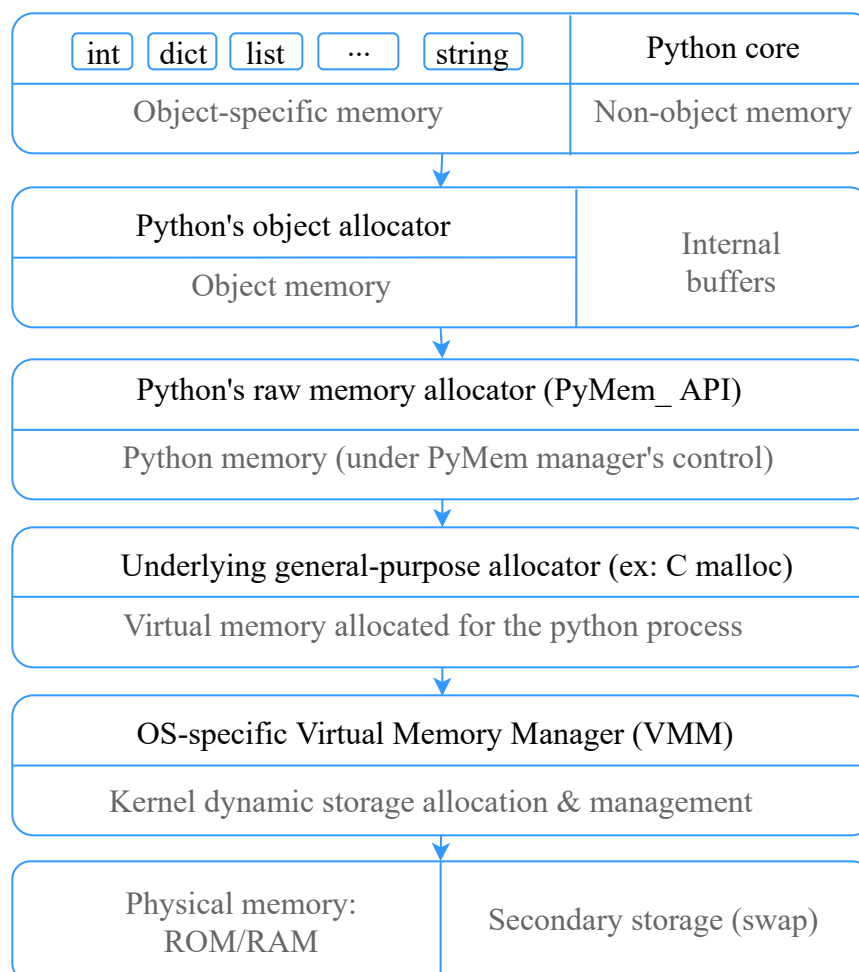 int dict list ... string
Python core
Object-specific memory
Non-object memory
Python's object allocator
Object memory
Internal
buffers
Python's raw memory allocator (PyMem_ API)
Python memory (under PyMem manager's control)
Underlying general-purpose allocator (ex: C malloc)
Virtual memory allocated for the python process
OS-specific Virtual Memory Manager (VMM)
Kernel dynamic storage allocation & management
Physical memory:
ROM/RAM
Secondary storage (swap)